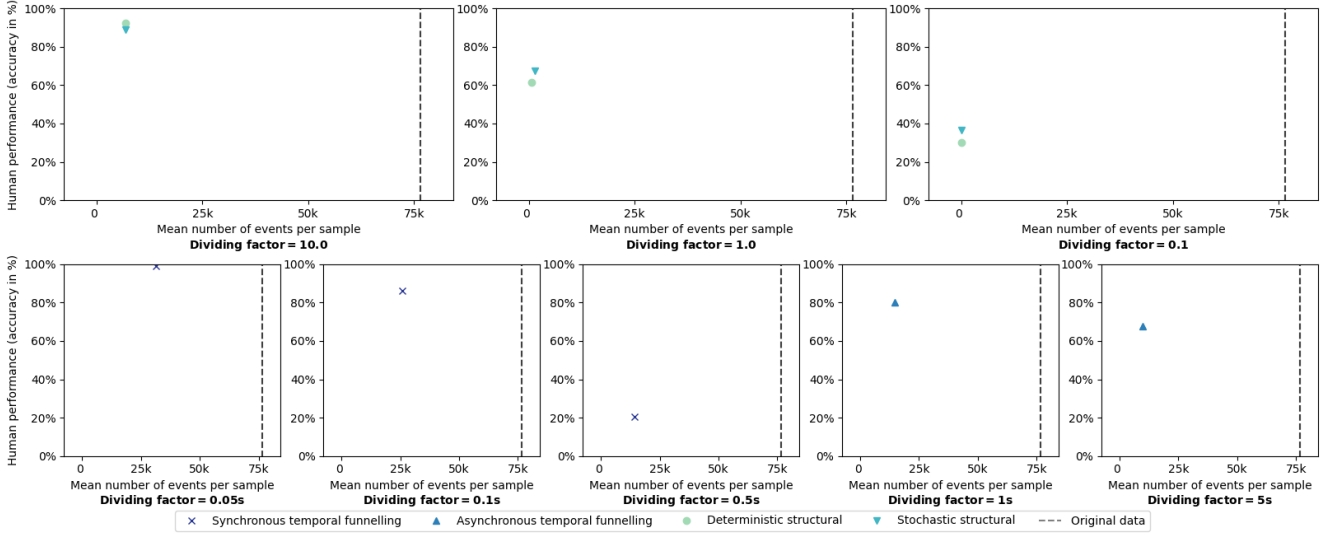 Human performance (accuracy in %)
100%
80%
60%
40%
20%
0%
0
25k
50k
75k
Mean number of events per sample
Dividing factor = 10.0
100%
80%
60%
40%
20%
0%
0
25k
50k
75k
Mean number of events per sample
Dividing factor = 1.0
100%
80%
60%
40%
20%
0%
0
25k
50k
75k
Mean number of events per sample
Dividing factor = 0.1
Human performance (accuracy in %)
100%
80%
60%
40%
20%
0%
0
25k
50k
75k
Mean number of events per sample
Dividing factor = 0.05s
100%
80%
60%
40%
20%
0%
0
25k
50k
75k
Mean number of events per sample
Dividing factor = 0.1s
100%
80%
60%
40%
20%
0%
0
25k
50k
75k
Mean number of events per sample
Dividing factor = 0.5s
100%
80%
60%
40%
20%
0%
0
25k
50k
75k
Mean number of events per sample
Dividing factor = 1s
100%
80%
60%
40%
20%
0%
0
25k
50k
75k
Mean number of events per sample
Dividing factor = 5s
Synchronous temporal funnelling
Asynchronous temporal funnelling
Deterministic structural
Stochastic structural
Original data